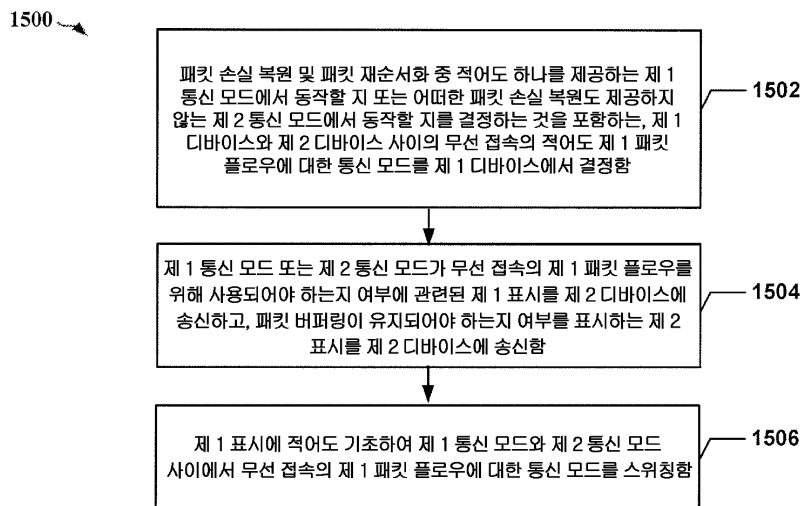 1500
패킷 손실 복원 및 패킷 재순서화 중 적어도 하나를 제공하는 제 1
통신 모드에서 동작할 지 또는 어떠한 패킷 손실 복원도 제공하지
않는 제 2 통신 모드에서 동작할 지를 결정하는 것을 포함하는, 제 1
디바이스와 제 2 디바이스 사이의 무선 접속의 적어도 제 1 패킷
플로우에 대한 통신 모드를 제 1 디바이스에서 결정함
1502
제 1 통신 모드 또는 제 2 통신 모드가 무선 접속의 제 1 패킷 플로우를
위해 사용되어야 하는지 여부에 관련된 제 1 표시를 제 2 디바이스에
송신하고, 패킷 버퍼링이 유지되어야 하는지 여부를 표시하는 제 2
표시를 제 2 디바이스에 송신함
1504
제 1 표시에 적어도 기초하여 제 1 통신 모드와 제 2 통신 모드
사이에서 무선 접속의 제 1 패킷 플로우에 대한 통신 모드를 스위칭함
1506